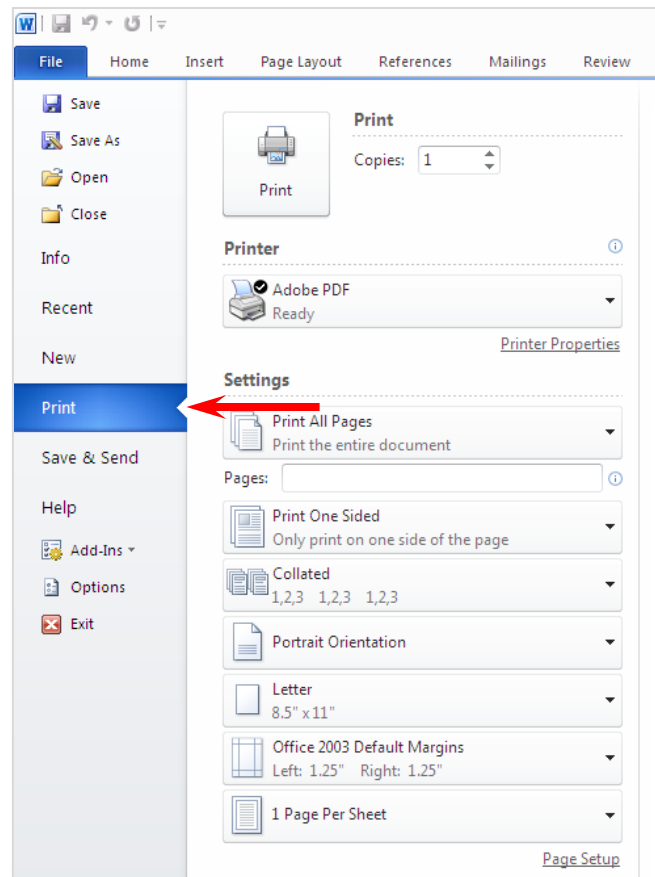 W
File Home Insert Page Layout References Mailings Review
Save
Save As
Open
Close
Info
Recent
New
Print
Save & Send
Help
Add-Ins
Options
Exit
Print
Print
Copies: 1
Printer
Adobe PDF
Ready
Printer Properties
Settings
Print All Pages
Print the entire document
Pages:
Print One Sided
Only print on one side of the page
Collated
1,2,3 1,2,3 1,2,3
Portrait Orientation
Letter
8.5" x 11"
Office 2003 Default Margins
Left: 1.25" Right: 1.25"
1 Page Per Sheet
Page Setup